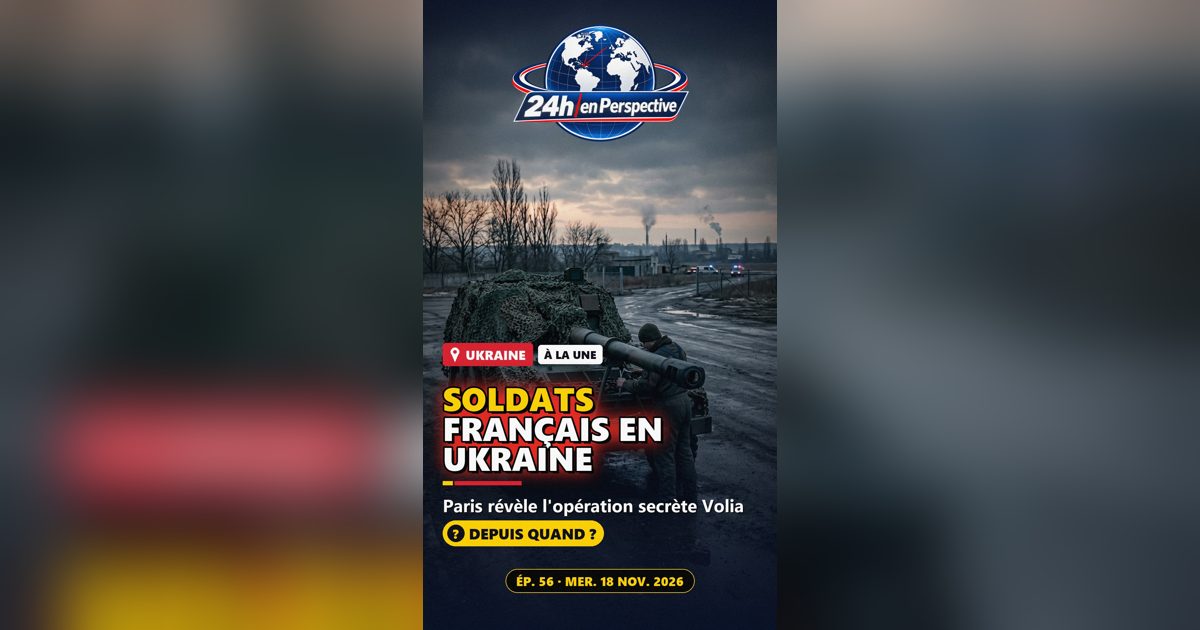 24h/en Perspective
UKRAINE
À LA UNE
SOLDATS
FRANÇAIS EN
UKRAINE
Paris révèle l'opération secrète Volia
? DEPUIS QUAND ?
ÉP. 56 · MER. 18 NOV. 2026